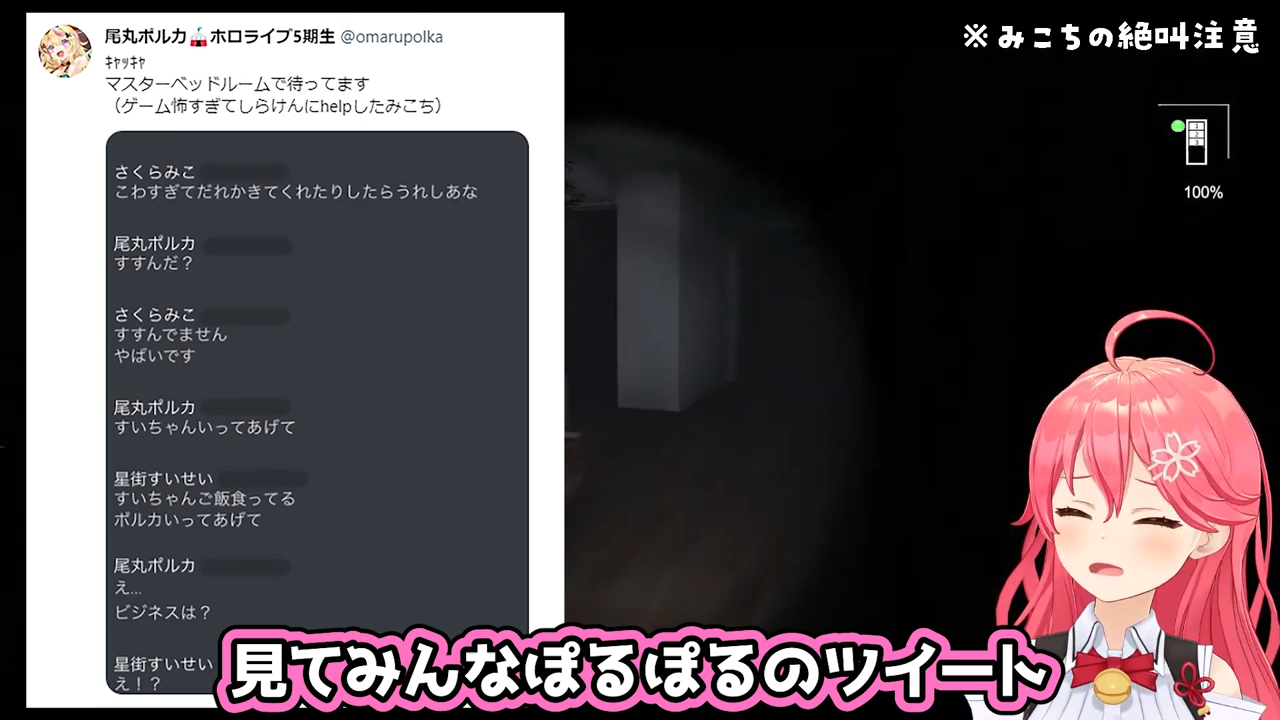 尾丸ポルカ🎪ホロライブ5期生 @omarupolka
ｷｬｯｷｬ
マスターベッドルームで待ってます
（ゲーム怖すぎてしらけんにhelpしたみこち）
さくらみこ
こわすぎてだれかきてくれたりしたらうれしあな
尾丸ポルカ
すすんだ？
さくらみこ
すすんでません
やばいです
尾丸ポルカ
すいちゃんいってあげて
星街すいせい
すいちゃんご飯食ってる
ポルカいってあげて
尾丸ポルカ
え...
ビジネスは？
星街すいせい
え！？
※みこちの絶叫注意
1
2
3
100%
見てみんなぽるぽるのツイート